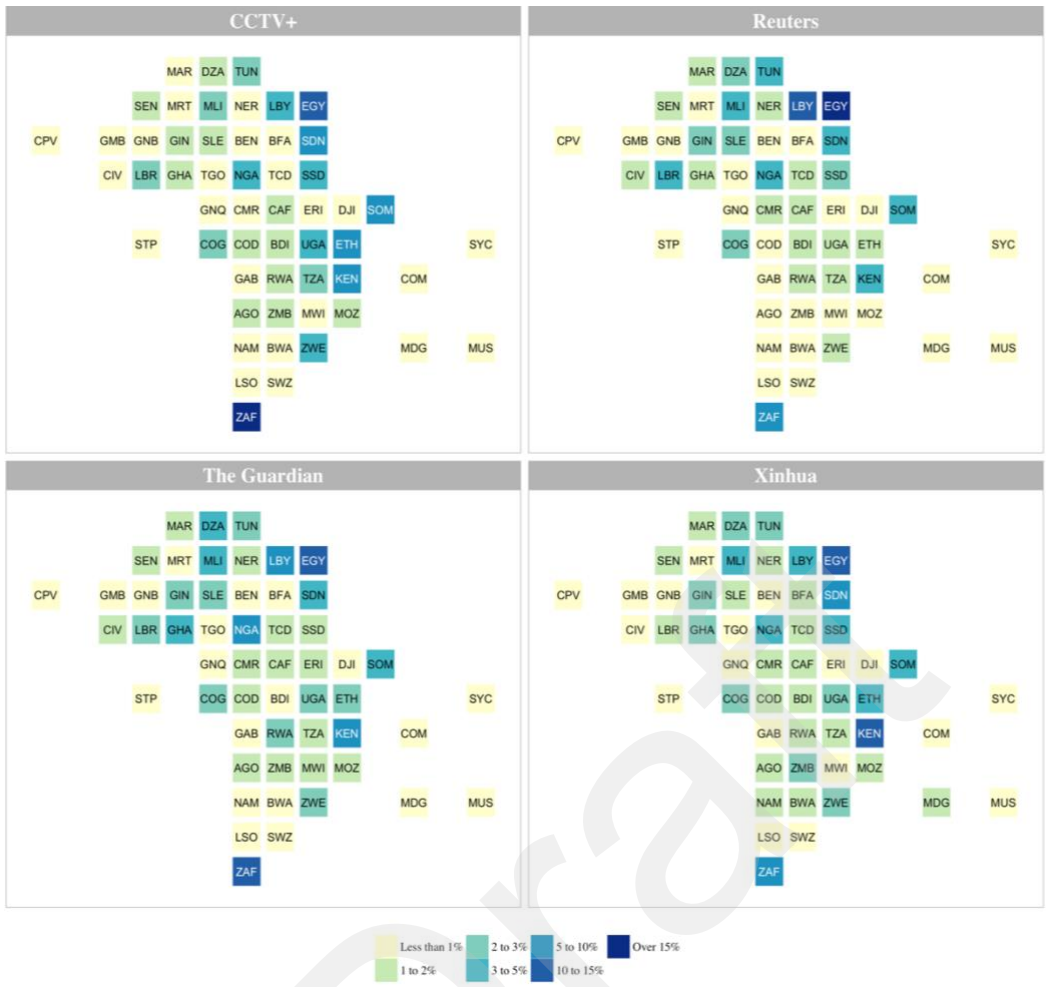 CCTV+
MAR DZA TUN
SEN MRT MLI NER LBY EGY
CPV GMB GNB GIN SLE BEN BFA SDN
CIV LBR GHA TGO NGA TCD SSD
GNQ CMR CAF ERI DJI SOM
STP COG COD BDI UGA ETH SYC
GAB RWA TZA KEN COM
AGO ZMB MWI MOZ
NAM BWA ZWE MDG MUS
LSO SWZ
ZAF
Reuters
MAR DZA TUN
SEN MRT MLI NER LBY EGY
CPV GMB GNB GIN SLE BEN BFA SDN
CIV LBR GHA TGO NGA TCD SSD
GNQ CMR CAF ERI DJI SOM
STP COG COD BDI UGA ETH SYC
GAB RWA TZA KEN COM
AGO ZMB MWI MOZ
NAM BWA ZWE MDG MUS
LSO SWZ
ZAF
The Guardian
MAR DZA TUN
SEN MRT MLI NER LBY EGY
CPV GMB GNB GIN SLE BEN BFA SDN
CIV LBR GHA TGO NGA TCD SSD
GNQ CMR CAF ERI DJI SOM
STP COG COD BDI UGA ETH SYC
GAB RWA TZA KEN COM
AGO ZMB MWI MOZ
NAM BWA ZWE MDG MUS
LSO SWZ
ZAF
Xinhua
MAR DZA TUN
SEN MRT MLI NER LBY EGY
CPV GMB GNB GIN SLE BEN BFA SDN
CIV LBR GHA TGO NGA TCD SSD
GNQ CMR CAF ERI DJI SOM
STP COG COD BDI UGA ETH SYC
GAB RWA TZA KEN COM
AGO ZMB MWI MOZ
NAM BWA ZWE MDG MUS
LSO SWZ
ZAF
Less than 1% 2 to 3% 5 to 10% Over 15%
1 to 2% 3 to 5% 10 to 15%
Draft